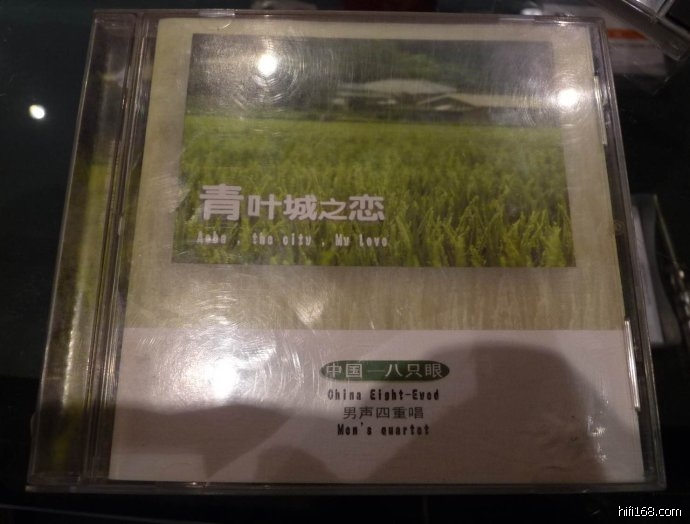 青叶城之恋
Aoba , the city , My Love
中国—八只眼
China Eight-Eyed
男声四重唱
Men's quartet
hifi168.com